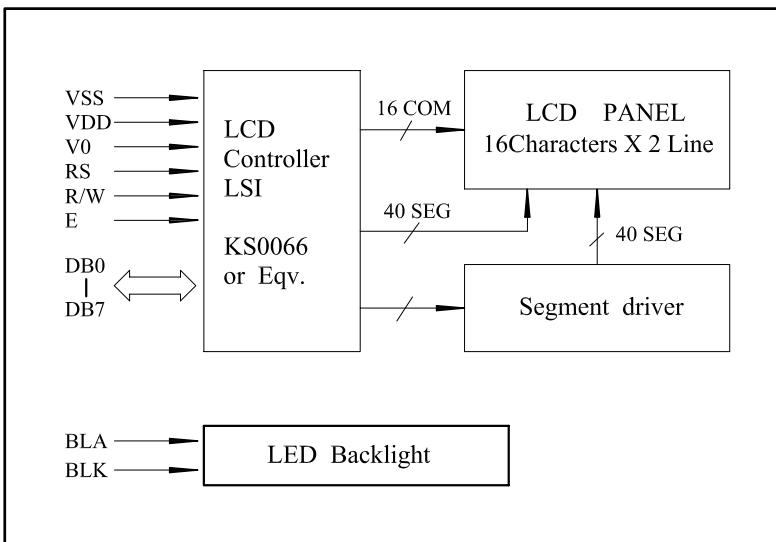 VSS
VDD
V0
RS
R/W
E
DB0
DB7
LCD
Controller
LSI
KS0066
or Eqv.
16 COM
40 SEG
LCD PANEL
16Characters X 2 Line
40 SEG
Segment driver
BLA
BLK
LED Backlight